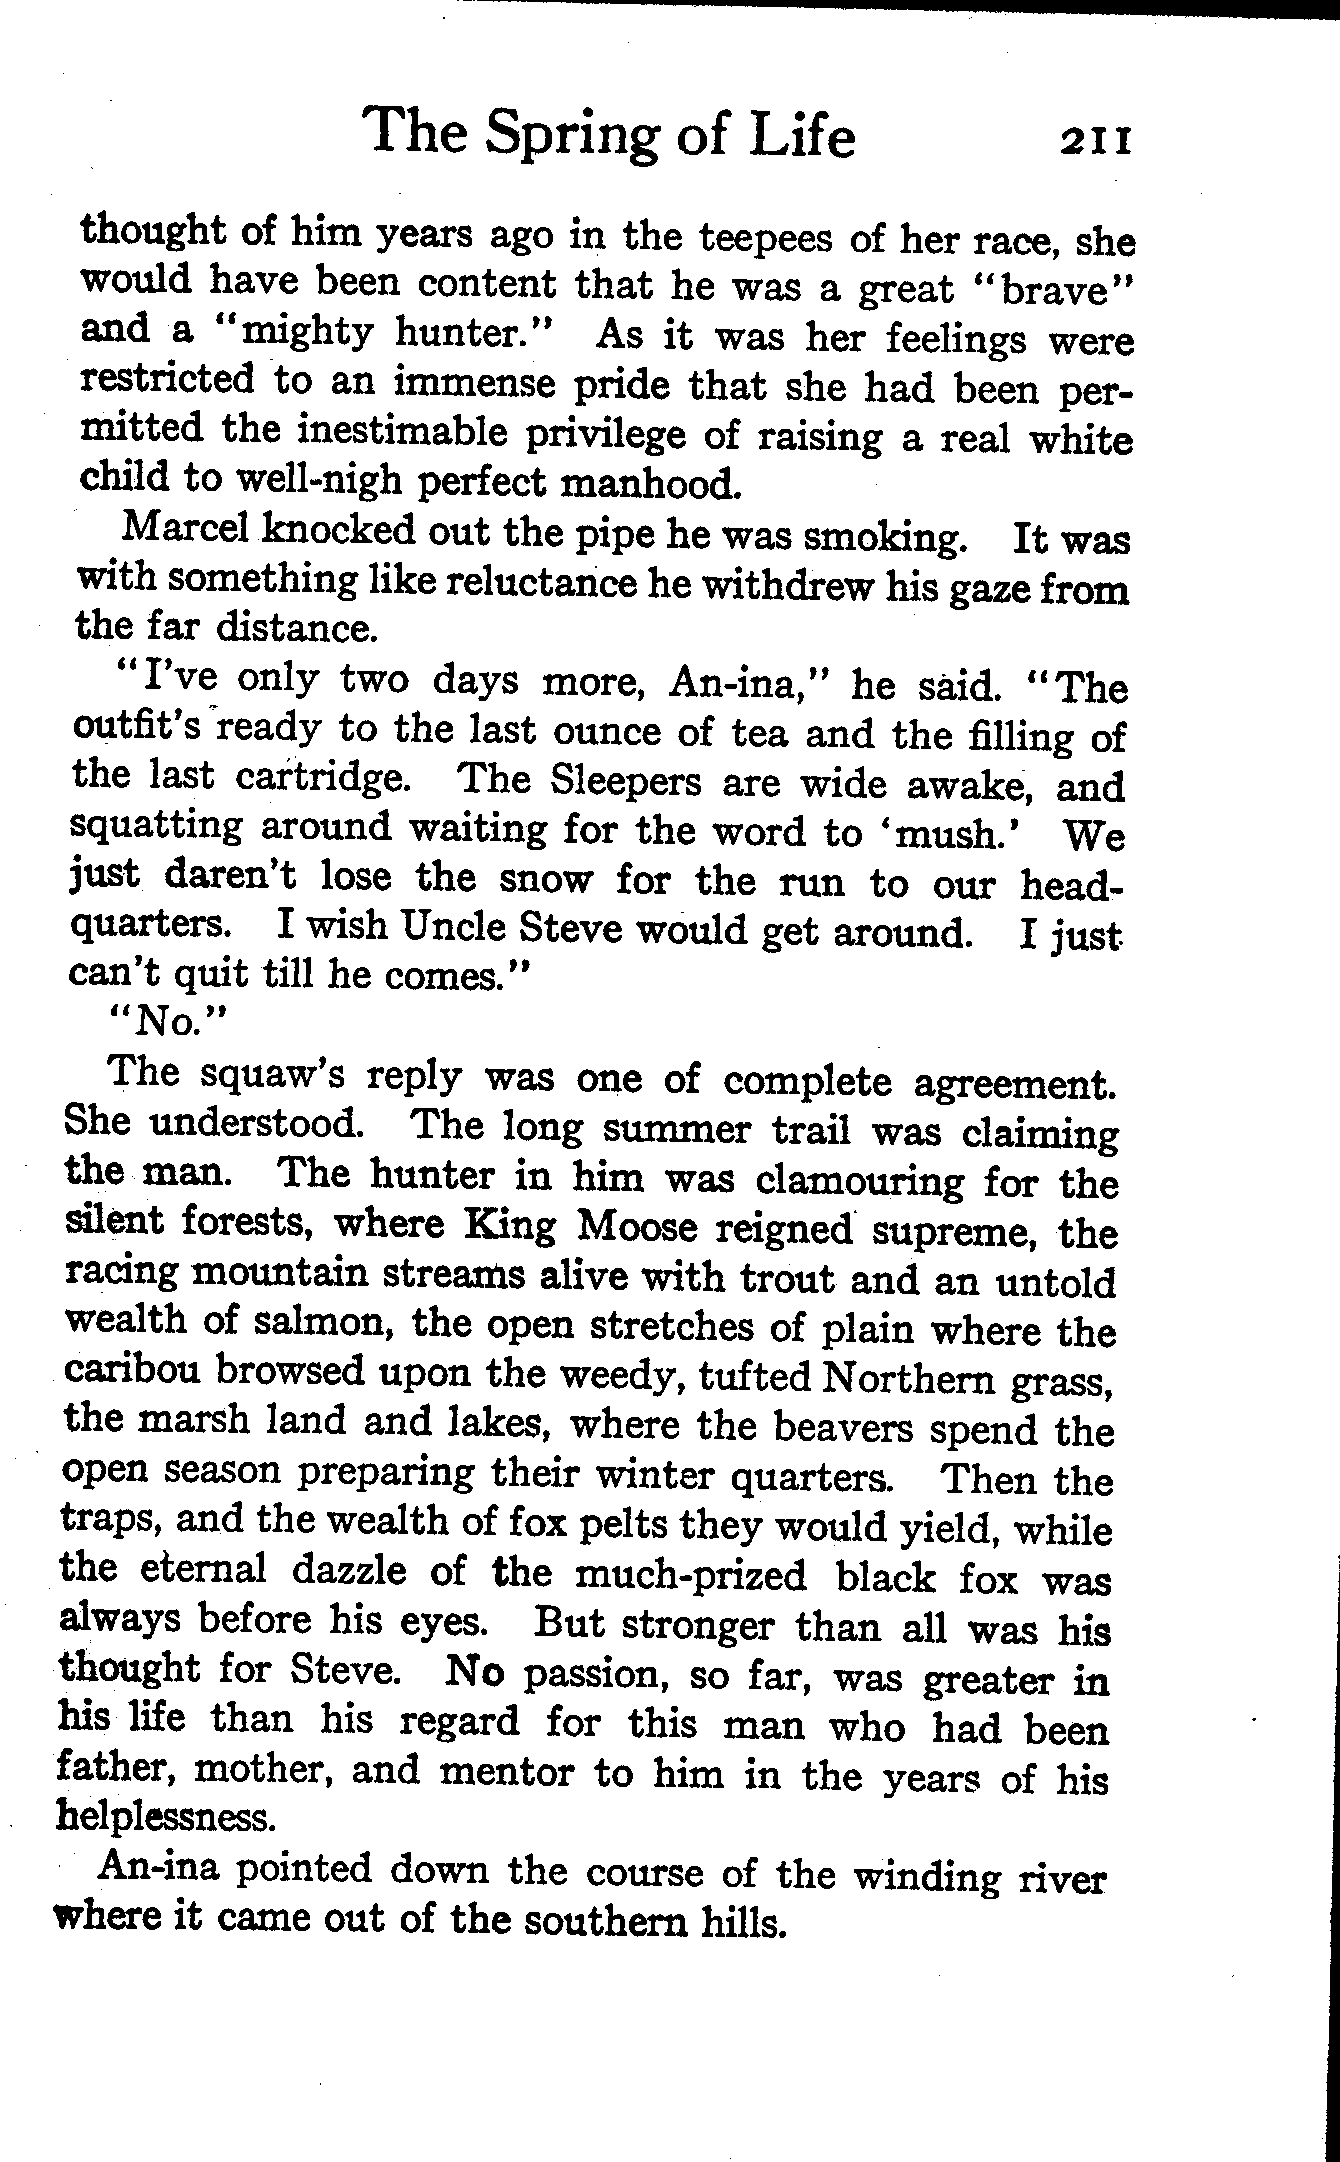 The Spring of Life 211
thought of him years ago in the teepees of her race, she
would have been content that he was a great "brave"
and a "mighty hunter." As it was her feelings were
restricted to an immense pride that she had been per-
mitted the inestimable privilege of raising a real white
child to well-nigh perfect manhood.
Marcel knocked out the pipe he was smoking. It was
with something like reluctance he withdrew his gaze from
the far distance.
"I've only two days more, An-ina," he said. "The
outfit's ready to the last ounce of tea and the filling of
the last cartridge. The Sleepers are wide awake, and
squatting around waiting for the word to 'mush.' We
just daren't lose the snow for the run to our head-
quarters. I wish Uncle Steve would get around. I just
can't quit till he comes."
"No."
The squaw's reply was one of complete agreement.
She understood. The long summer trail was claiming
the man. The hunter in him was clamouring for the
silent forests, where King Moose reigned supreme, the
racing mountain streams alive with trout and an untold
wealth of salmon, the open stretches of plain where the
caribou browsed upon the weedy, tufted Northern grass,
the marsh land and lakes, where the beavers spend the
open season preparing their winter quarters. Then the
traps, and the wealth of fox pelts they would yield, while
the eternal dazzle of the much-prized black fox was
always before his eyes. But stronger than all was his
thought for Steve. No passion, so far, was greater in
his life than his regard for this man who had been
father, mother, and mentor to him in the years of his
helplessness.
An-ina pointed down the course of the winding river
where it came out of the southern hills.